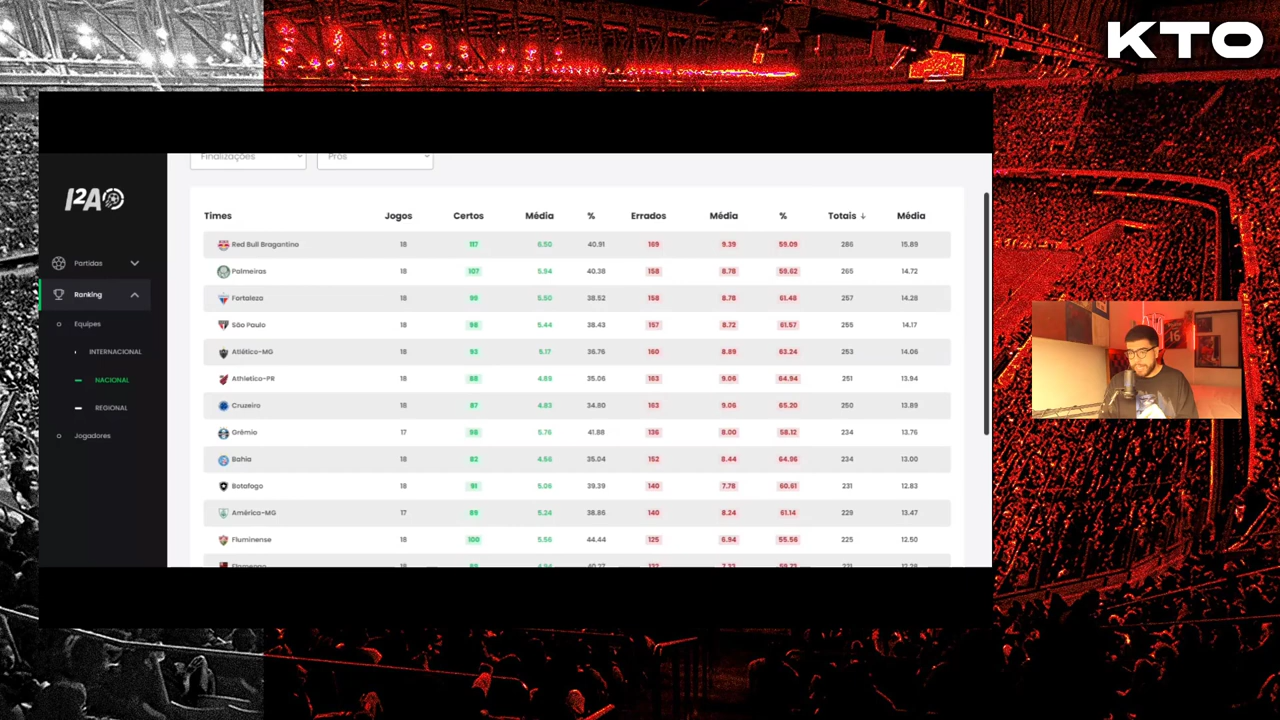 KTO
Finalizações Prós
I2A
Times Jogos Certos Média % Errados Média % Totais ↓ Média
Red Bull Bragantino 18 117 6.50 40.91 169 9.39 59.09 286 15.89
Partidas
Palmeiras 18 107 5.94 40.38 158 8.78 59.62 265 14.72
Ranking
Fortaleza 18 99 5.50 38.52 158 8.78 61.48 257 14.28
Equipes
São Paulo 18 98 5.44 38.43 157 8.72 61.57 255 14.17
INTERNACIONAL
Atlético-MG 18 93 5.17 36.76 160 8.89 63.24 253 14.06
NACIONAL
Athletico-PR 18 88 4.89 35.06 163 9.06 64.94 251 13.94
REGIONAL
Cruzeiro 18 87 4.83 34.80 163 9.06 65.20 250 13.89
Jogadores
Grêmio 17 98 5.76 41.88 136 8.00 58.12 234 13.76
Bahia 18 82 4.56 35.04 152 8.44 64.96 234 13.00
Botafogo 18 91 5.06 39.39 140 7.78 60.61 231 12.83
América-MG 17 89 5.24 38.86 140 8.24 61.14 229 13.47
Fluminense 18 100 5.56 44.44 125 6.94 55.56 225 12.50
Flamengo 18